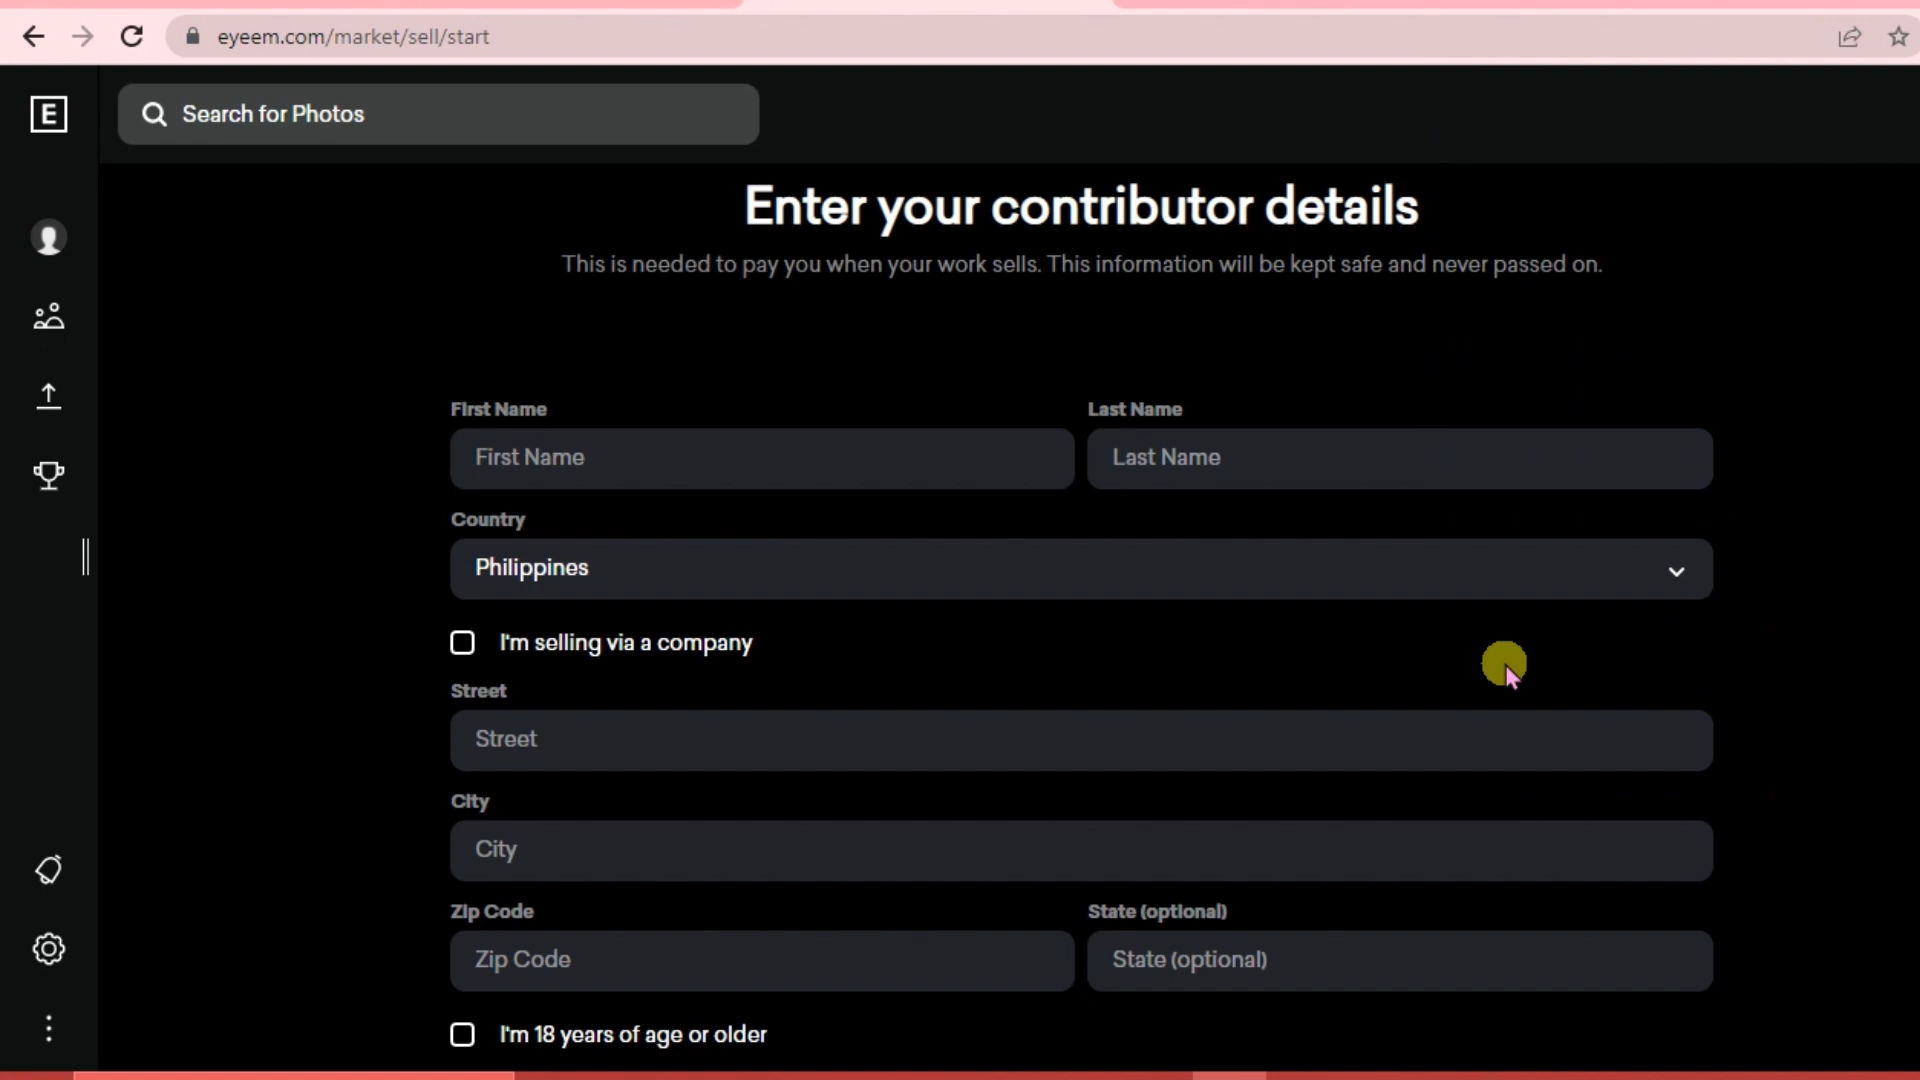 eyeem.com/market/sell/start
E
Search for Photos
Enter your contributor details
This is needed to pay you when your work sells. This information will be kept safe and never passed on.
First Name Last Name
First Name Last Name
Country
Philippines
I'm selling via a company
Street
Street
City
City
Zip Code State (optional)
Zip Code State (optional)
I'm 18 years of age or older